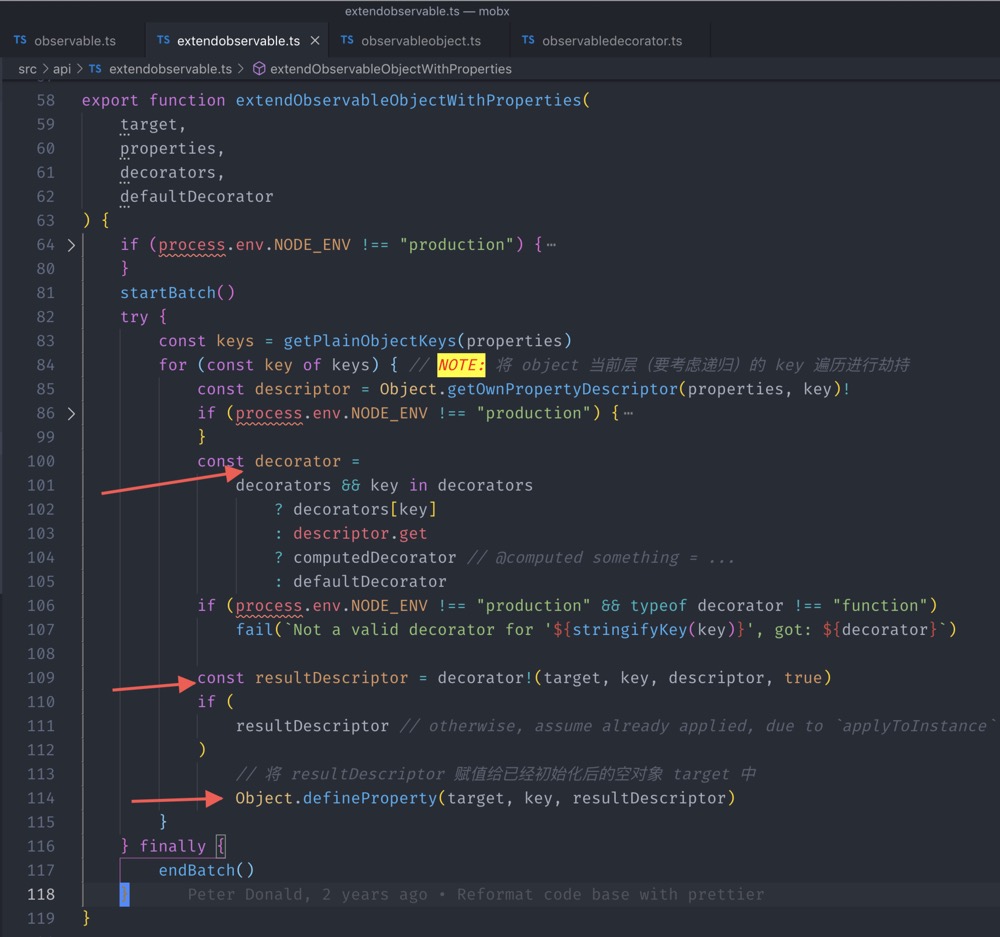 extendobservable.ts — mobx
TS observable.ts TS extendobservable.ts × TS observableobject.ts TS observabledecorator.ts
src > api > TS extendobservable.ts > extendObservableObjectWithProperties
58 export function extendObservableObjectWithProperties(
59 target,
60 properties,
61 decorators,
62 defaultDecorator
63 ) {
64 > if (process.env.NODE_ENV !== "production") {⋯
80 }
81 startBatch()
82 try {
83 const keys = getPlainObjectKeys(properties)
84 for (const key of keys) { // NOTE: 将 object 当前层（要考虑递归）的 key 遍历进行劫持
85 const descriptor = Object.getOwnPropertyDescriptor(properties, key)!
86 > if (process.env.NODE_ENV !== "production") {⋯
99 }
100 const decorator =
101 decorators && key in decorators
102 ? decorators[key]
103 : descriptor.get
104 ? computedDecorator // @computed something = ...
105 : defaultDecorator
106 if (process.env.NODE_ENV !== "production" && typeof decorator !== "function")
107 fail(`Not a valid decorator for '${stringifyKey(key)}', got: ${decorator}`)
108
109 const resultDescriptor = decorator!(target, key, descriptor, true)
110 if (
111 resultDescriptor // otherwise, assume already applied, due to `applyToInstance`
112 )
113 // 将 resultDescriptor 赋值给已经初始化后的空对象 target 中
114 Object.defineProperty(target, key, resultDescriptor)
115 }
116 } finally {
117 endBatch()
118 } Peter Donald, 2 years ago • Reformat code base with prettier
119 }